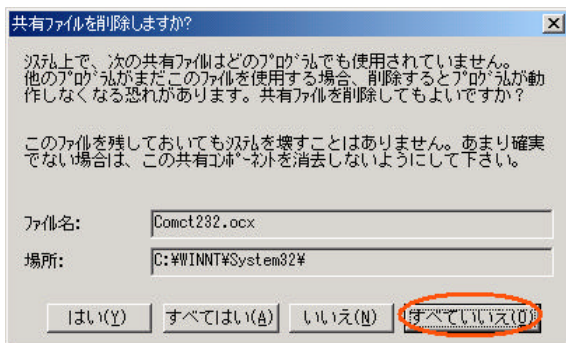 共有ファイルを削除しますか?
システム上で、次の共有ファイルはどのプログラムでも使用されていません。
他のプログラムがまだこのファイルを使用する場合、削除するとプログラムが動
作しなくなる恐れがあります。共有ファイルを削除してもよいですか?
このファイルを残しておいてもシステムを壊すことはありません。あまり確実
でない場合は、この共有コンポーネントを消去しないようにして下さい。
ファイル名: Comct232.ocx
場所: C:¥WINNT¥System32¥
はい(Y) すべてはい(A) いいえ(N) すべていいえ(O)